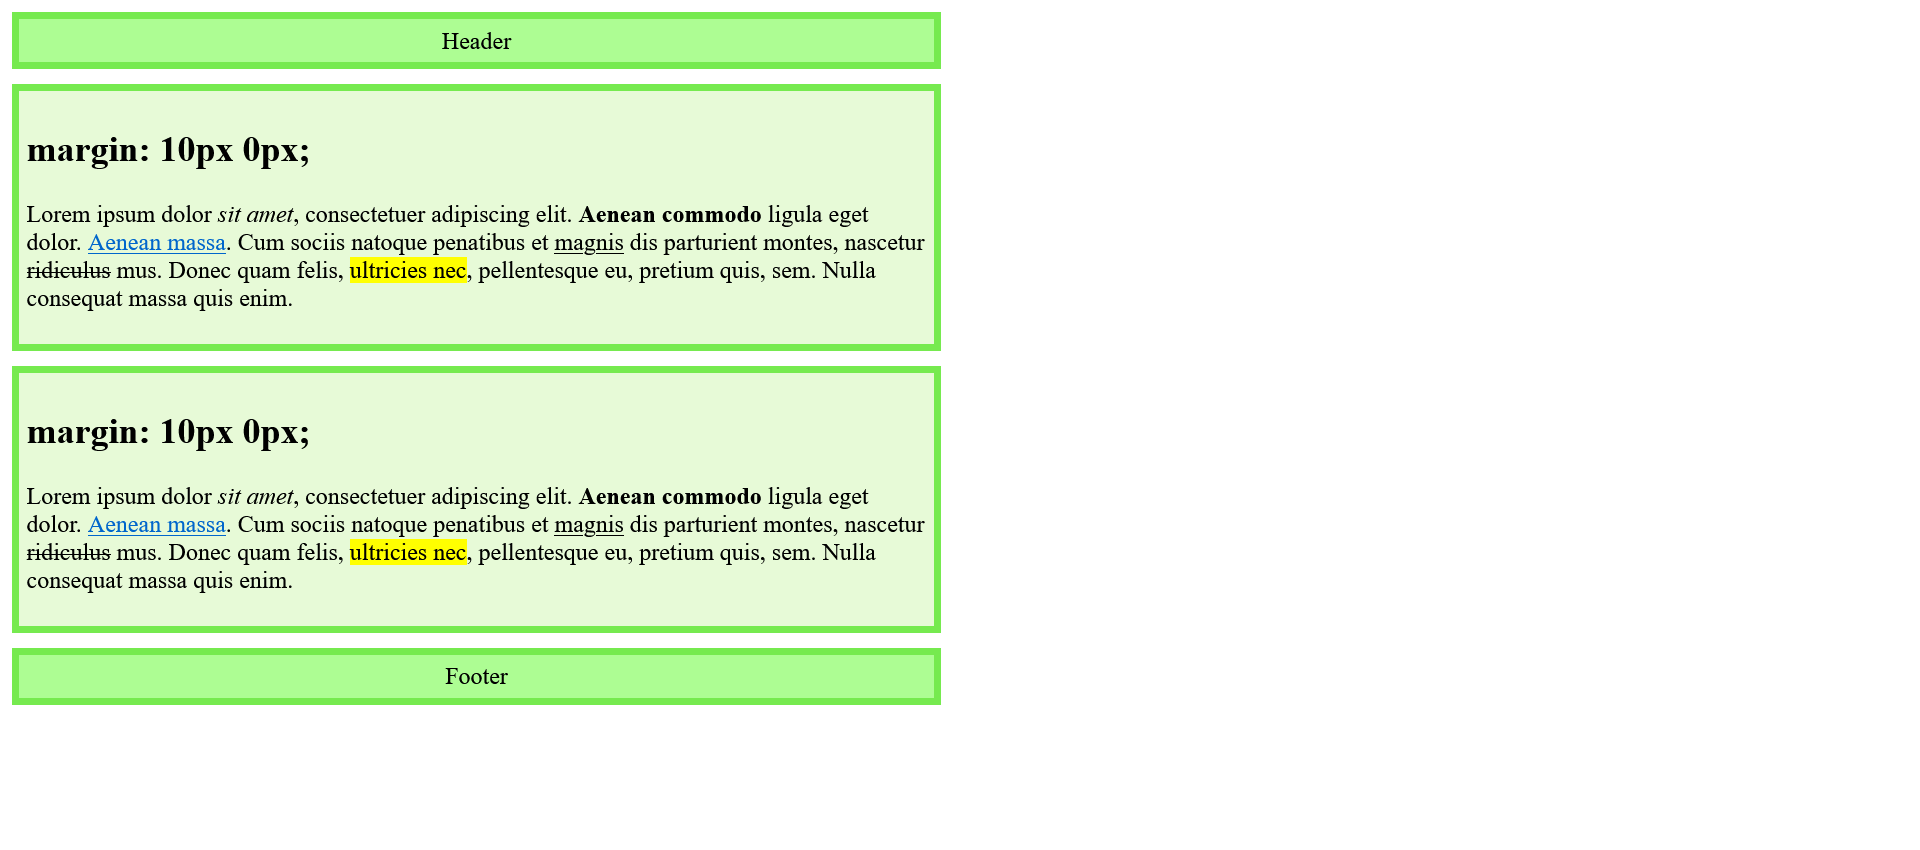 Header
margin: 10px 0px;
Lorem ipsum dolor sit amet, consectetuer adipiscing elit. Aenean commodo ligula eget
dolor. Aenean massa. Cum sociis natoque penatibus et magnis dis parturient montes, nascetur
ridiculus mus. Donec quam felis, ultricies nec, pellentesque eu, pretium quis, sem. Nulla
consequat massa quis enim.
margin: 10px 0px;
Lorem ipsum dolor sit amet, consectetuer adipiscing elit. Aenean commodo ligula eget
dolor. Aenean massa. Cum sociis natoque penatibus et magnis dis parturient montes, nascetur
ridiculus mus. Donec quam felis, ultricies nec, pellentesque eu, pretium quis, sem. Nulla
consequat massa quis enim.
Footer